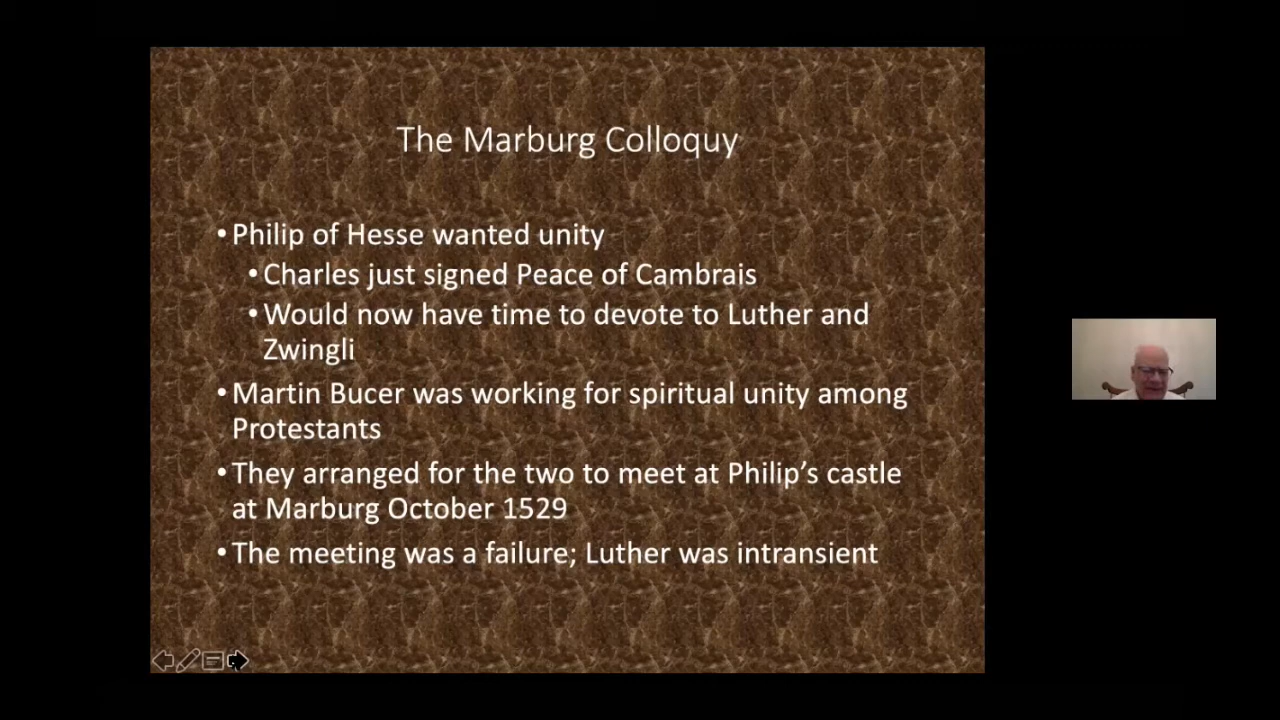 The Marburg Colloquy
•Philip of Hesse wanted unity
•Charles just signed Peace of Cambrais
•Would now have time to devote to Luther and
Zwingli
•Martin Bucer was working for spiritual unity among
Protestants
•They arranged for the two to meet at Philip’s castle
at Marburg October 1529
•The meeting was a failure; Luther was intransient